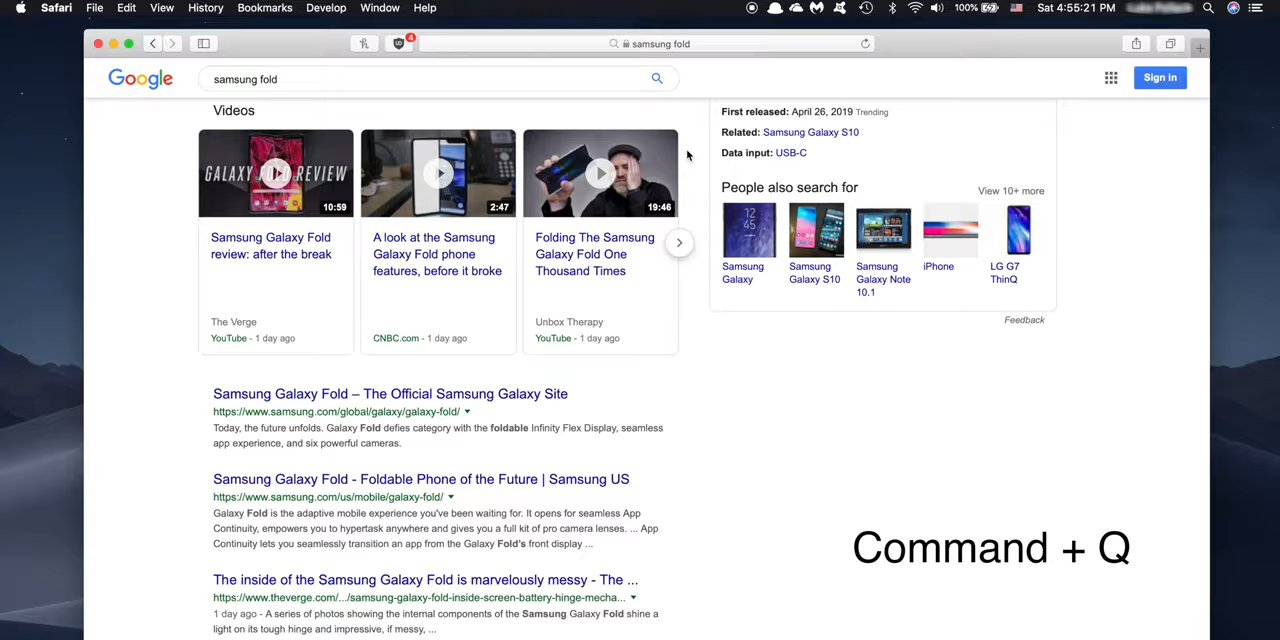 Safari File Edit View History Bookmarks Develop Window Help
100%
Sat 4:55:21 PM
4
samsung fold
Google
samsung fold
Sign in
Videos
GALAXY FOLD REVIEW
10:59
2:47
19:46
Samsung Galaxy Fold
review: after the break
The Verge
YouTube - 1 day ago
A look at the Samsung
Galaxy Fold phone
features, before it broke
CNBC.com - 1 day ago
Folding The Samsung
Galaxy Fold One
Thousand Times
Unbox Therapy
YouTube - 1 day ago
First released: April 26, 2019 Trending
Related: Samsung Galaxy S10
Data input: USB-C
People also search for
View 10+ more
12
45
Samsung
Galaxy
Samsung
Galaxy S10
Samsung
Galaxy Note
10.1
iPhone
LG G7
ThinQ
Feedback
Samsung Galaxy Fold – The Official Samsung Galaxy Site
https://www.samsung.com/global/galaxy/galaxy-fold/
Today, the future unfolds. Galaxy Fold defies category with the foldable Infinity Flex Display, seamless
app experience, and six powerful cameras.
Samsung Galaxy Fold - Foldable Phone of the Future | Samsung US
https://www.samsung.com/us/mobile/galaxy-fold/
Galaxy Fold is the adaptive mobile experience you've been waiting for. It opens for seamless App
Continuity, empowers you to hypertask anywhere and gives you a full kit of pro camera lenses. ... App
Continuity lets you seamlessly transition an app from the Galaxy Fold's front display ...
The inside of the Samsung Galaxy Fold is marvelously messy - The ...
https://www.theverge.com/.../samsung-galaxy-fold-inside-screen-battery-hinge-mecha...
1 day ago - A series of photos showing the internal components of the Samsung Galaxy Fold shine a
light on its tough hinge and impressive, if messy, ...
Command + Q